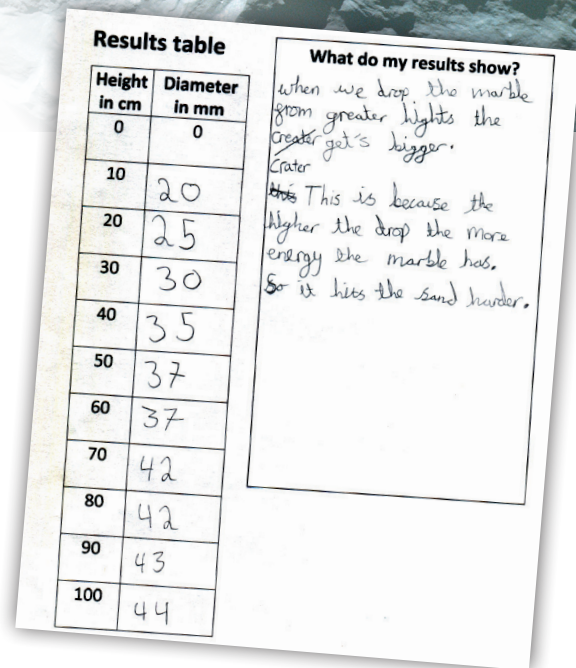 Results table
Height in cm Diameter in mm
0 0
10 20
20 25
30 30
40 35
50 37
60 37
70 42
80 42
90 43
100 44
What do my results show?
when we drop the marble
from greater hights the
Creater get's bigger.
Crater
this This is because the
higher the drop the more
energy the marble has.
So it hits the sand harder.